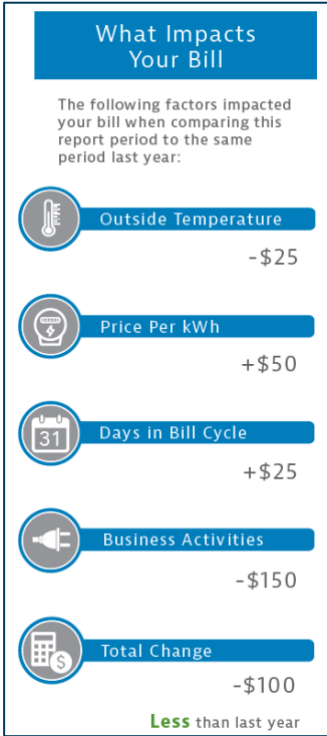 What Impacts
Your Bill
The following factors impacted
your bill when comparing this
report period to the same
period last year:
Outside Temperature
-$25
Price Per kWh
+$50
31
Days in Bill Cycle
+$25
Business Activities
-$150
$
Total Change
-$100
Less than last year